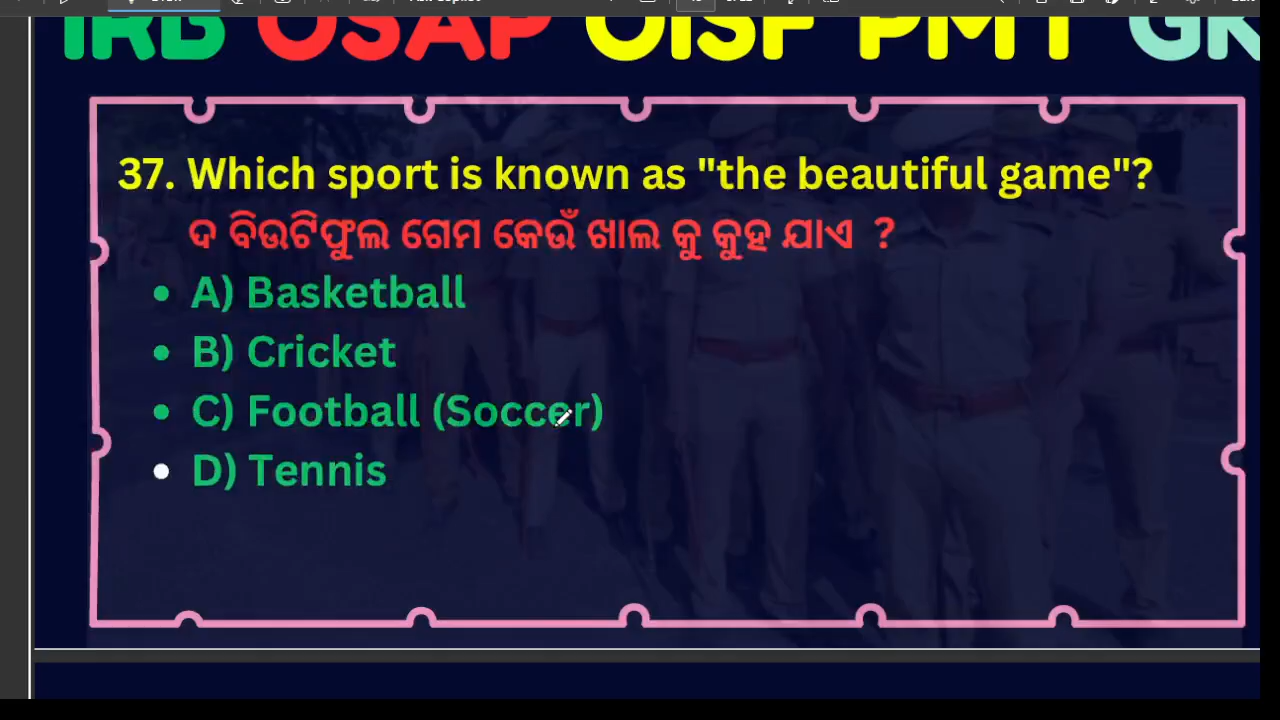 IRB OSAP OISF PMT GK
37. Which sport is known as "the beautiful game"?
ଦ ବିଉଟିଫୁଲ ଗେମ କେଉଁ ଖାଲ କୁ କୁହ ଯାଏ ?
A) Basketball
B) Cricket
C) Football (Soccer)
D) Tennis